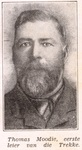 Thomas Moodie, eerste
leier van die Trekke.